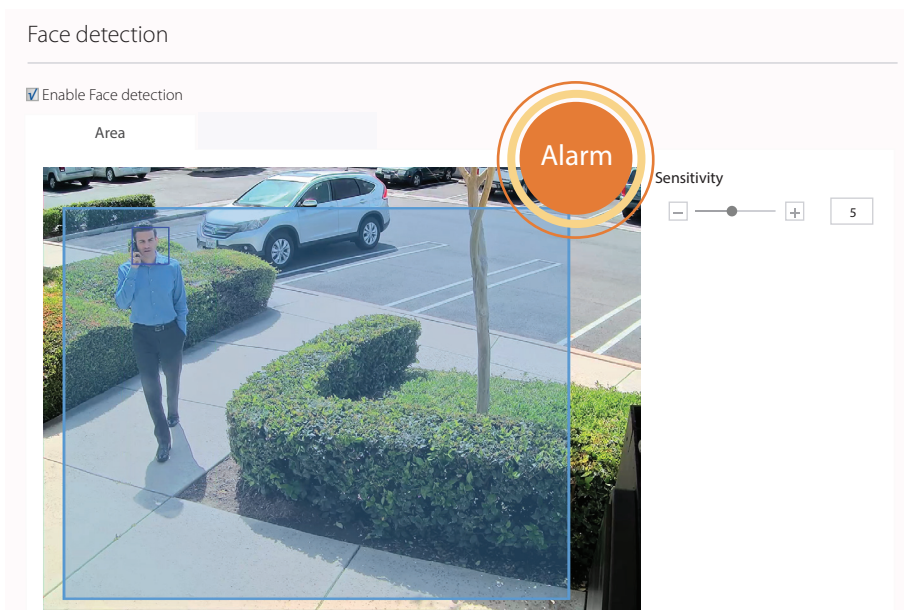 Face detection
Enable Face detection
Area
Alarm
Sensitivity
5